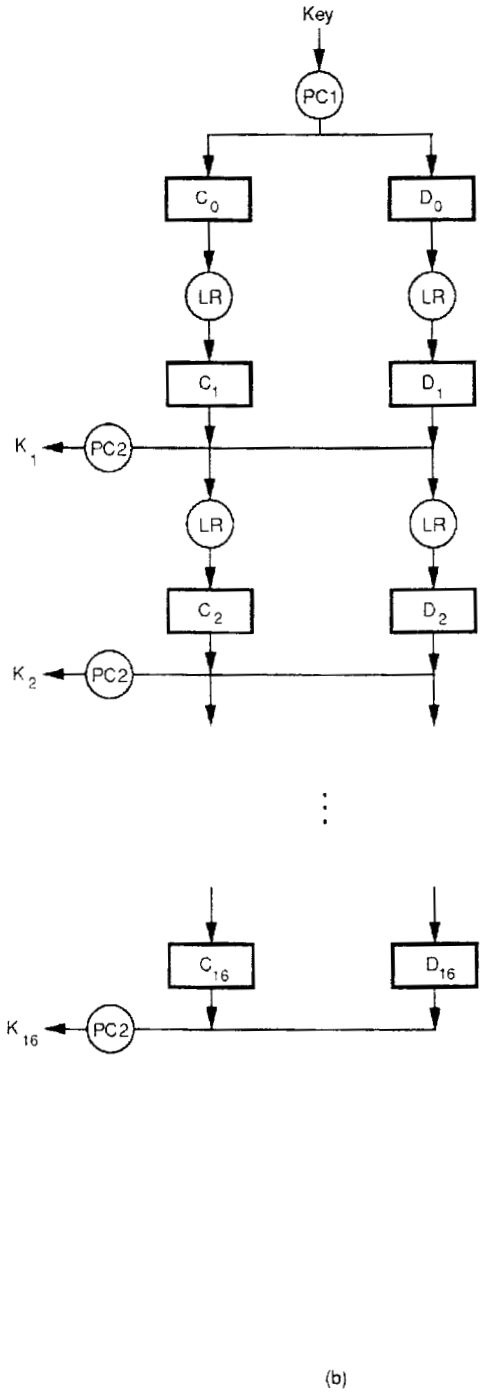 Key
PC1
C0 D0
LR LR
C1 D1
K1 PC2
LR LR
C2 D2
K2 PC2
C16 D16
K16 PC2
(b)